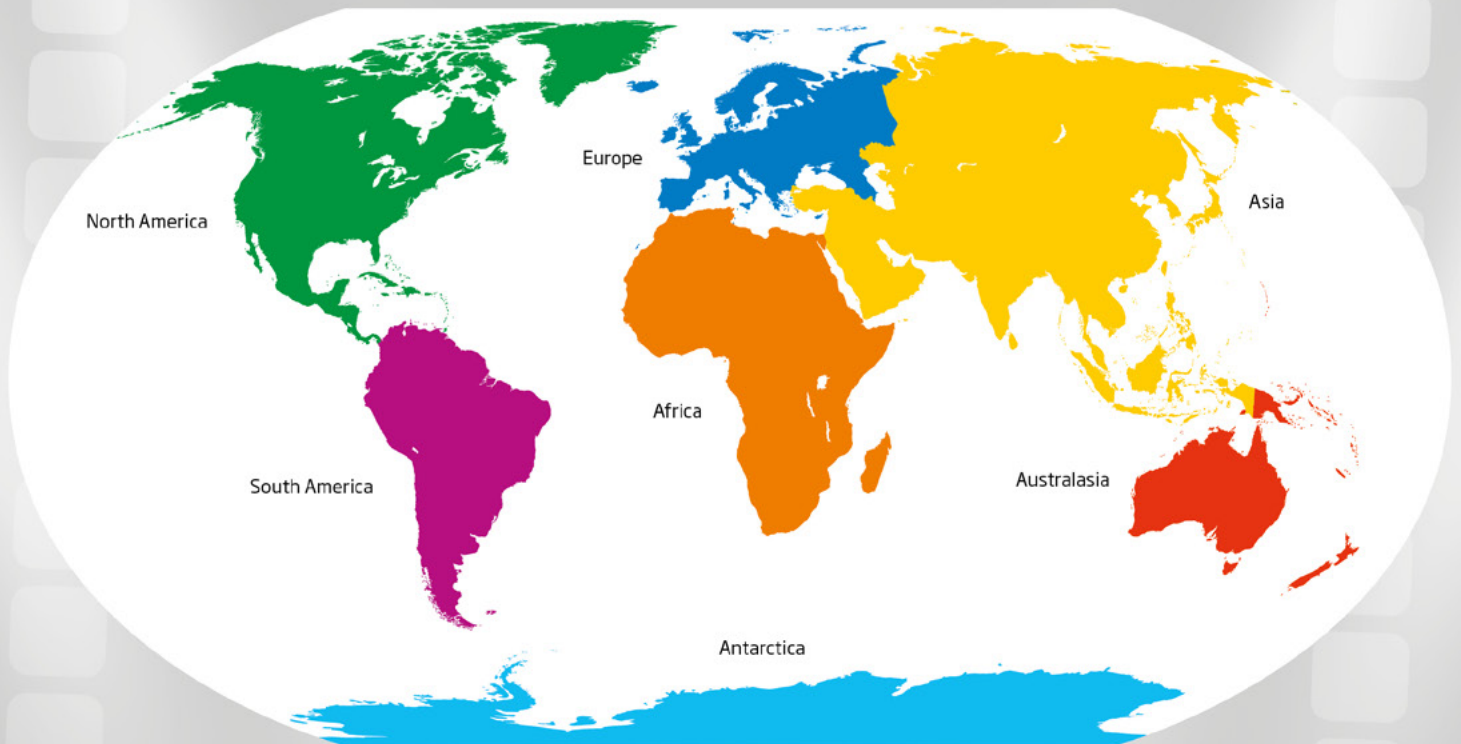 Europe
Asia
North America
Africa
Australasia
South America
Antarctica